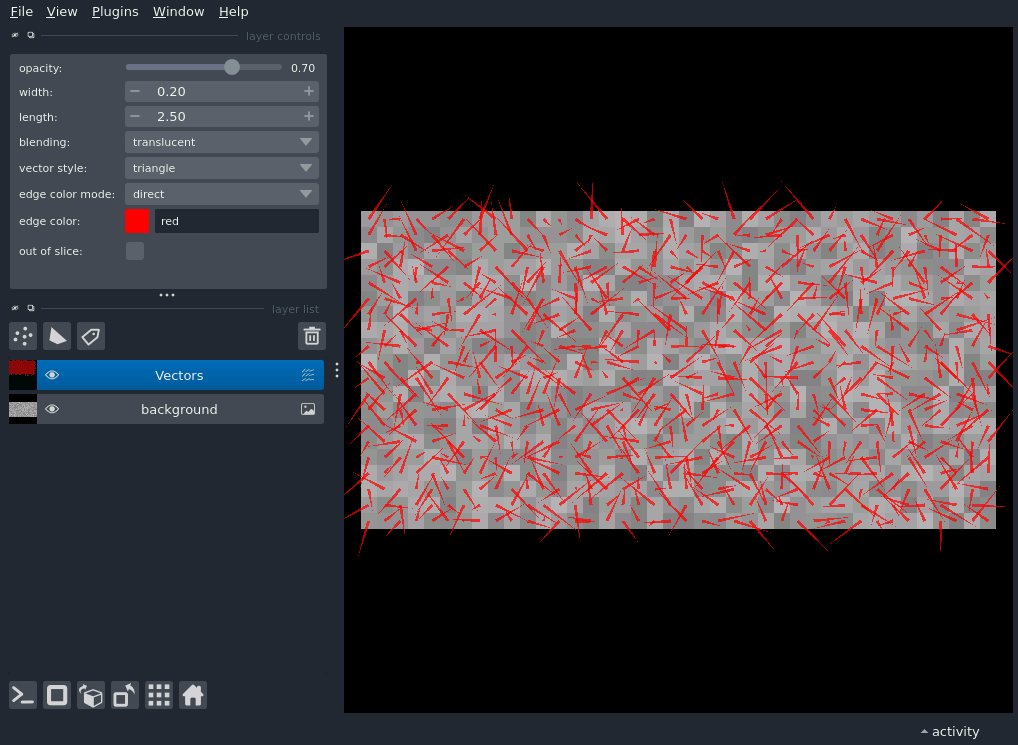 File View Plugins Window Help
layer controls
opacity: 0.70
width: − 0.20 +
length: − 2.50 +
blending: translucent
vector style: triangle
edge color mode: direct
edge color: red
out of slice:
layer list
Vectors
background
activity